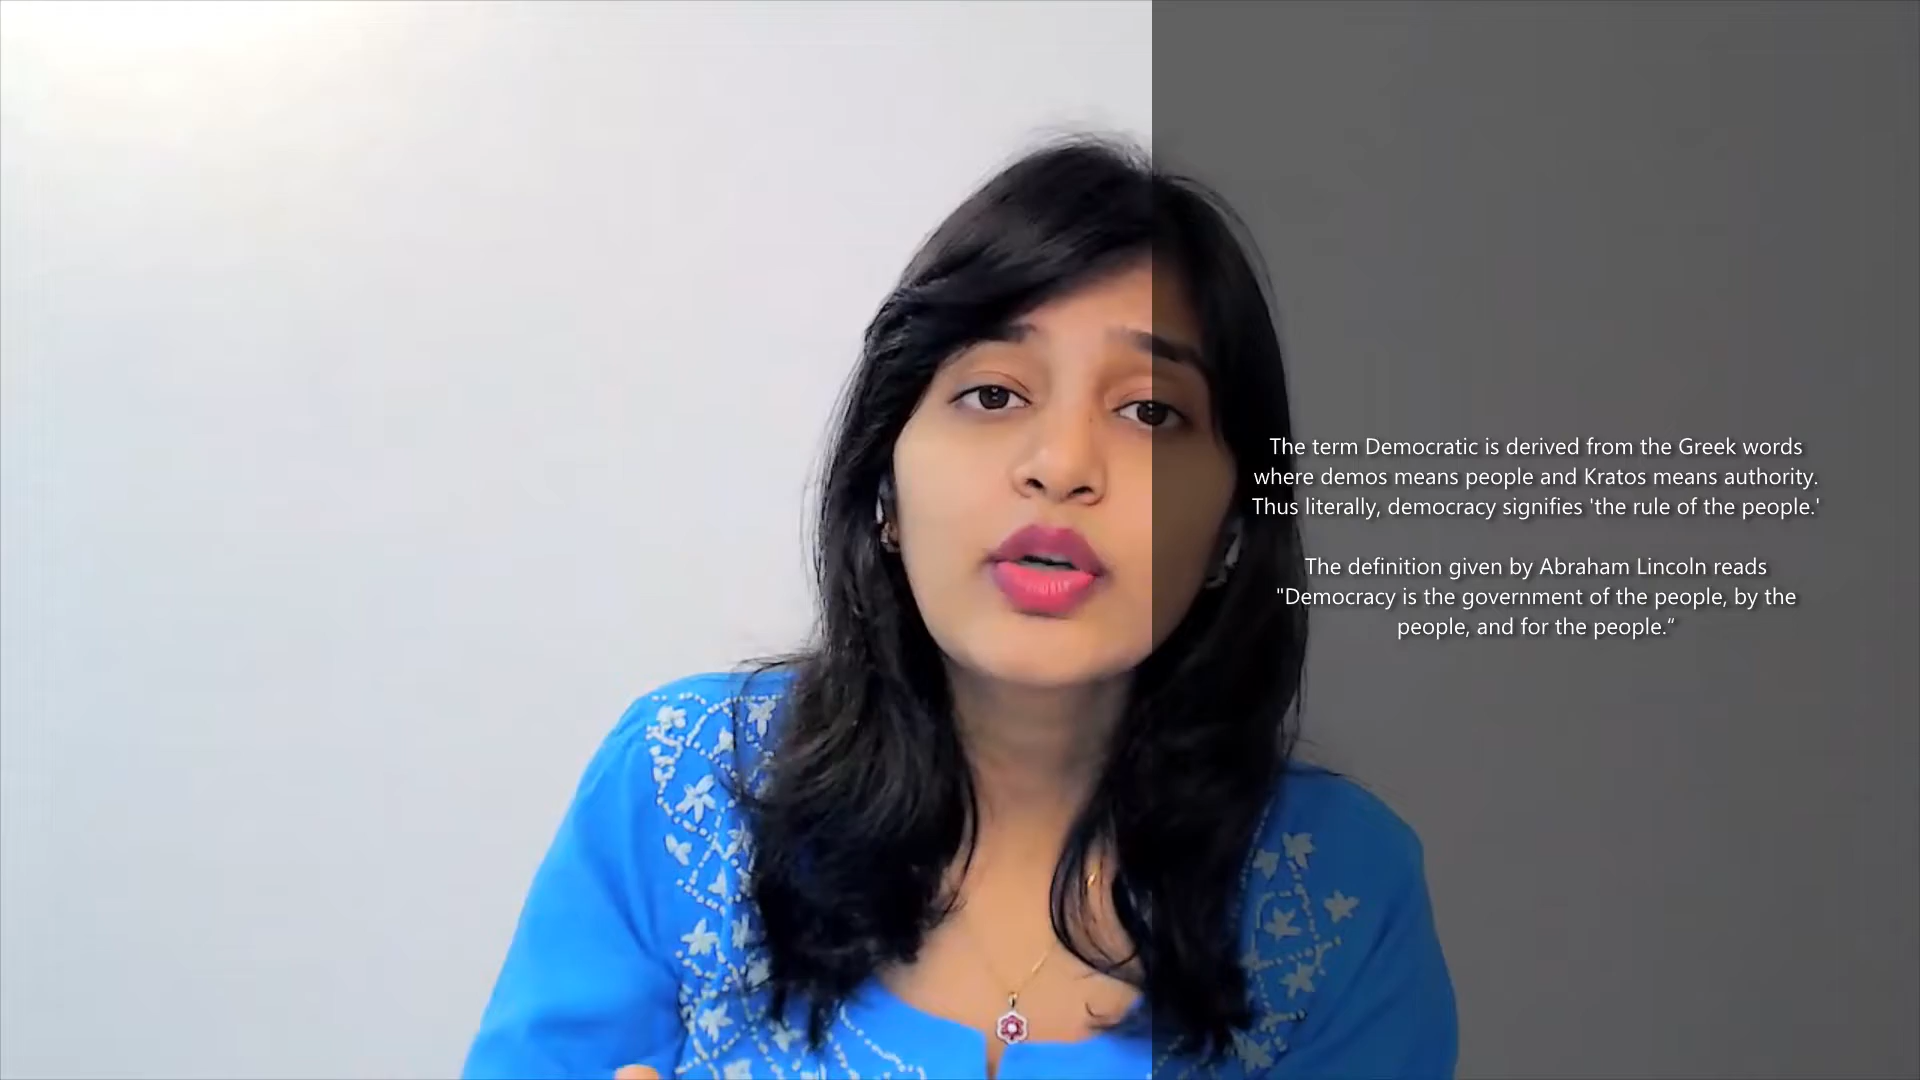 The term Democratic is derived from the Greek words
where demos means people and Kratos means authority.
Thus literally, democracy signifies 'the rule of the people.'
The definition given by Abraham Lincoln reads
"Democracy is the government of the people, by the
people, and for the people.“